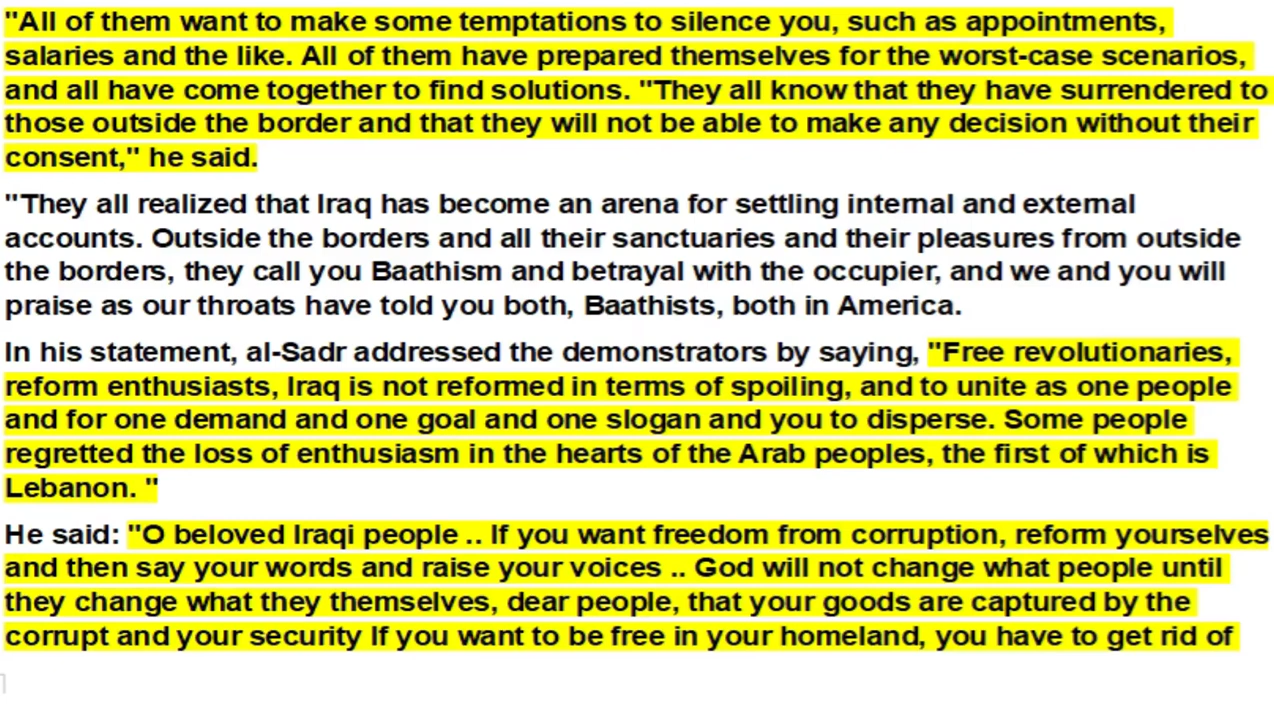 "All of them want to make some temptations to silence you, such as appointments,
salaries and the like. All of them have prepared themselves for the worst-case scenarios,
and all have come together to find solutions. "They all know that they have surrendered to
those outside the border and that they will not be able to make any decision without their
consent," he said.
"They all realized that Iraq has become an arena for settling internal and external
accounts. Outside the borders and all their sanctuaries and their pleasures from outside
the borders, they call you Baathism and betrayal with the occupier, and we and you will
praise as our throats have told you both, Baathists, both in America.
In his statement, al-Sadr addressed the demonstrators by saying, "Free revolutionaries,
reform enthusiasts, Iraq is not reformed in terms of spoiling, and to unite as one people
and for one demand and one goal and one slogan and you to disperse. Some people
regretted the loss of enthusiasm in the hearts of the Arab peoples, the first of which is
Lebanon. "
He said: "O beloved Iraqi people .. If you want freedom from corruption, reform yourselves
and then say your words and raise your voices .. God will not change what people until
they change what they themselves, dear people, that your goods are captured by the
corrupt and your security If you want to be free in your homeland, you have to get rid of